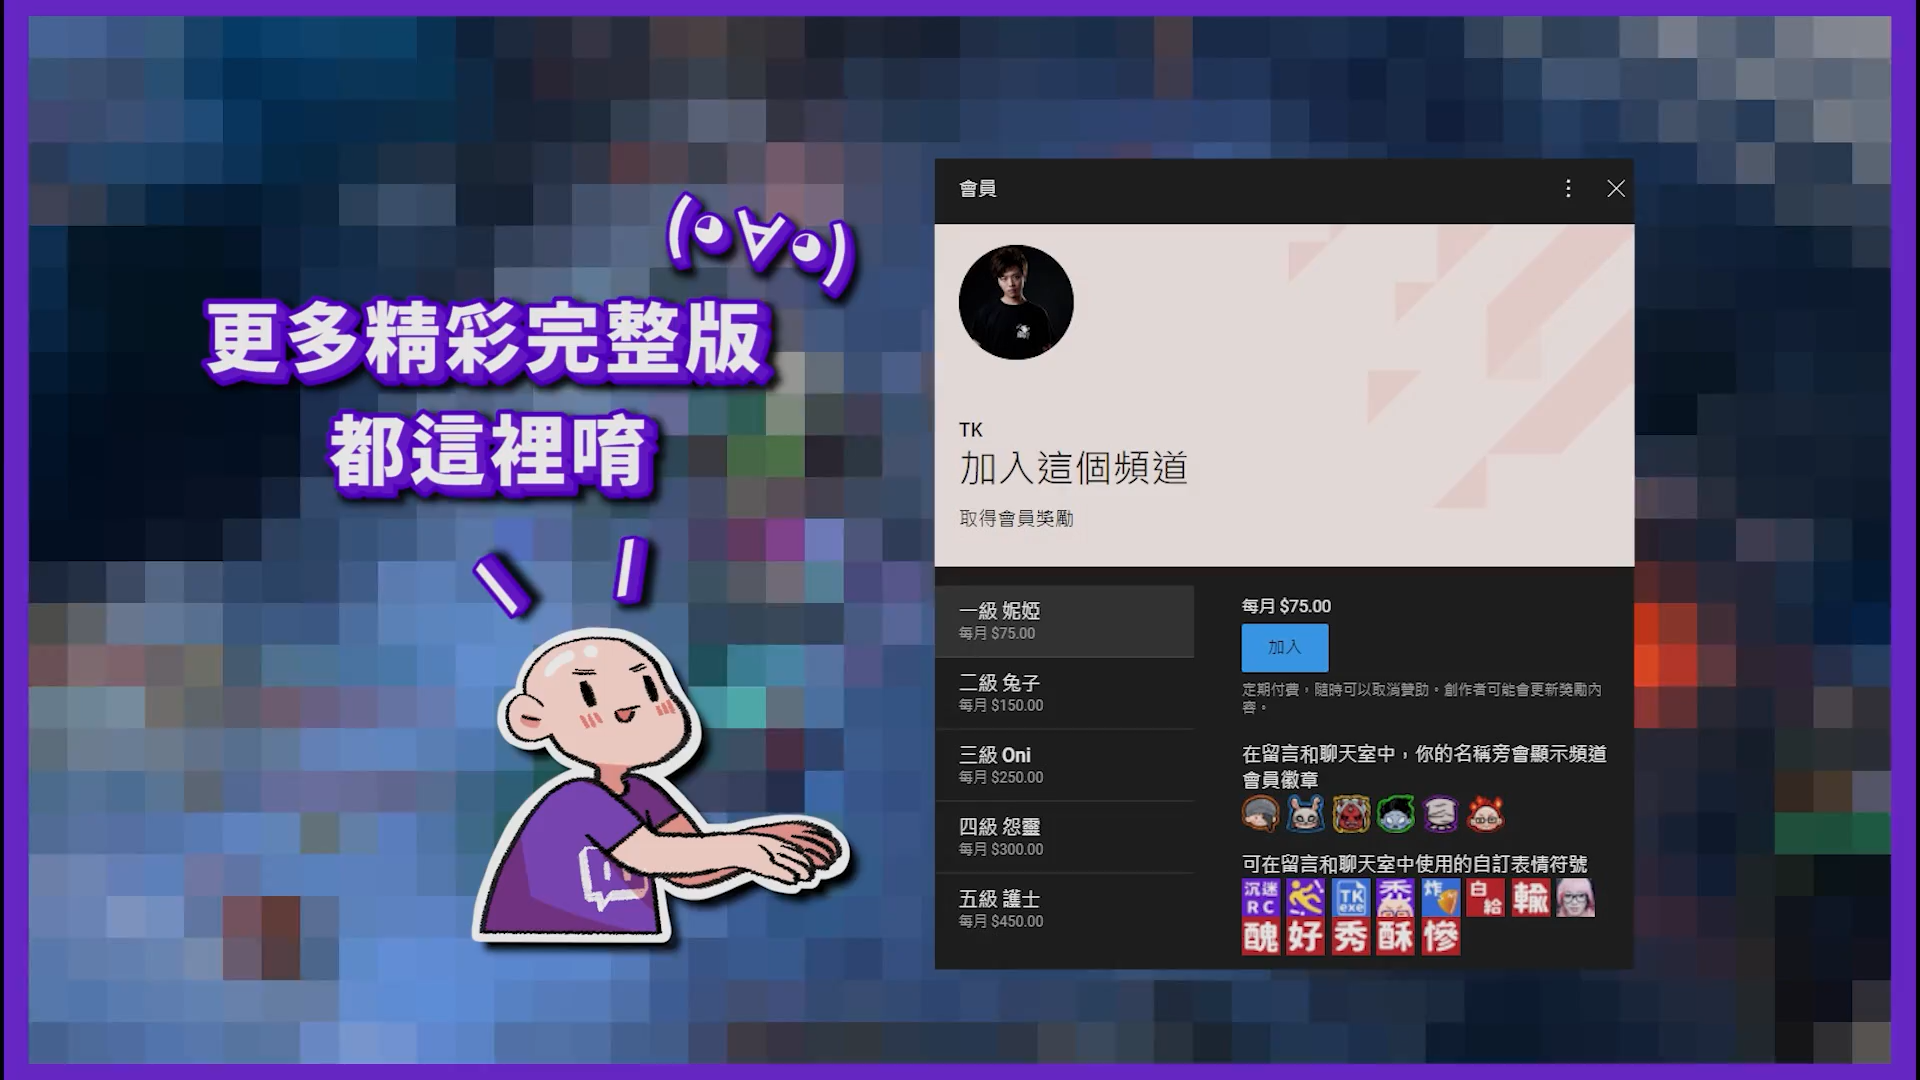 (◕∀◕)
更多精彩完整版
都這裡唷
會員
TK
加入這個頻道
取得會員獎勵
一級 妮婭
每月 $75.00
二級 兔子
每月 $150.00
三級 Oni
每月 $250.00
四級 怨靈
每月 $300.00
五級 護士
每月 $450.00
每月 $75.00
加入
定期付費，隨時可以取消贊助。創作者可能會更新獎勵內
容。
在留言和聊天室中，你的名稱旁會顯示頻道
會員徽章
可在留言和聊天室中使用的自訂表情符號
沉迷 RC TK exe 禿 炸 白給 輸
醜 好 秀 酥 慘